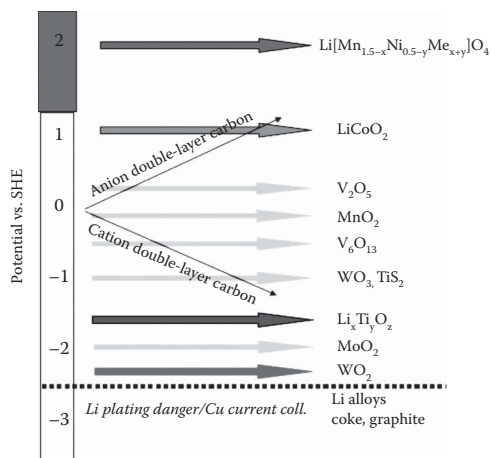 Potential vs. SHE
2
1
0
−1
−2
−3
Li[Mn₁.₅₋ₓNi₀.₅₋ᵧMeₓ₊ᵧ]O₄
LiCoO₂
Anion double-layer carbon
V₂O₅
MnO₂
Cation double-layer carbon
V₆O₁₃
WO₃, TiS₂
LiₓTiᵧO_z
MoO₂
WO₂
Li plating danger/Cu current coll.
Li alloys
coke, graphite